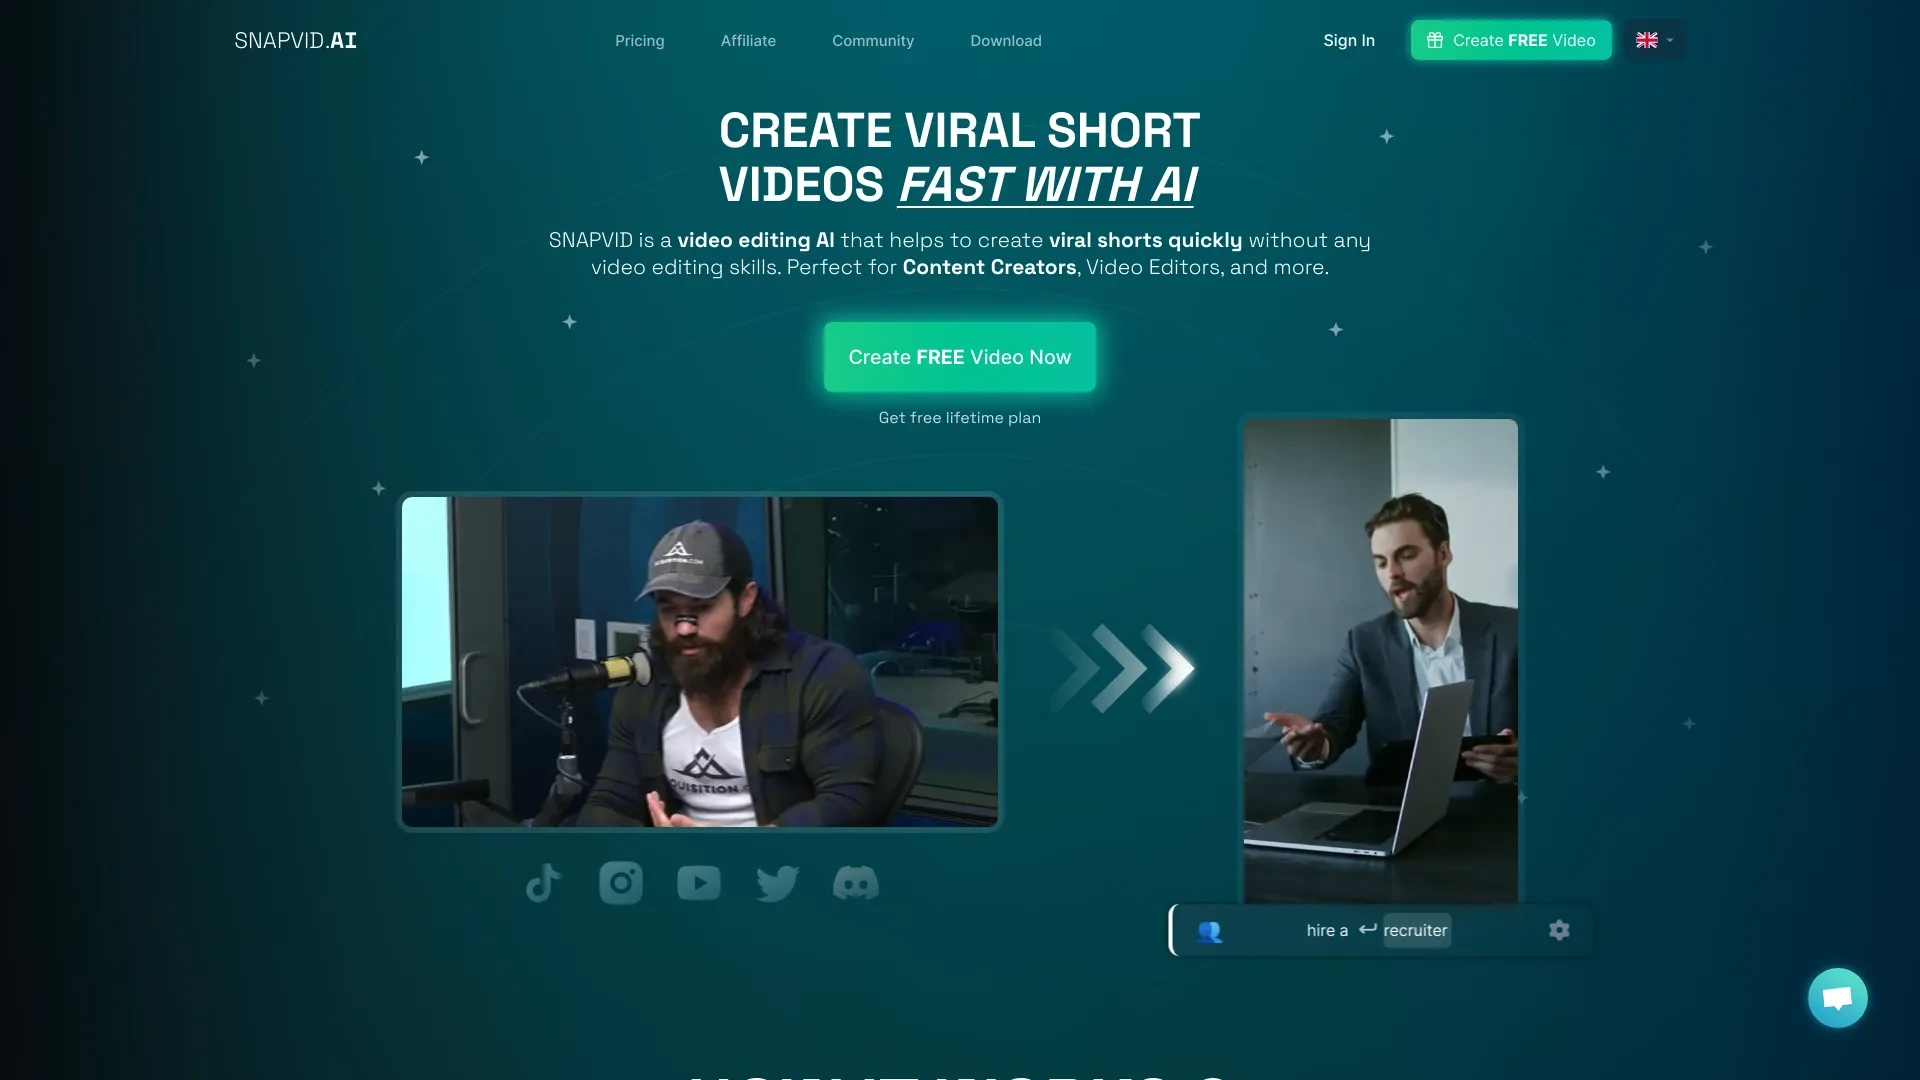 SNAPVID.AI
Pricing
Affiliate
Community
Download
Sign In
Create FREE Video
CREATE VIRAL SHORT
VIDEOS FAST WITH AI
SNAPVID is a video editing AI that helps to create viral shorts quickly without any
video editing skills. Perfect for Content Creators, Video Editors, and more.
Create FREE Video Now
Get free lifetime plan
hire a ↵ recruiter